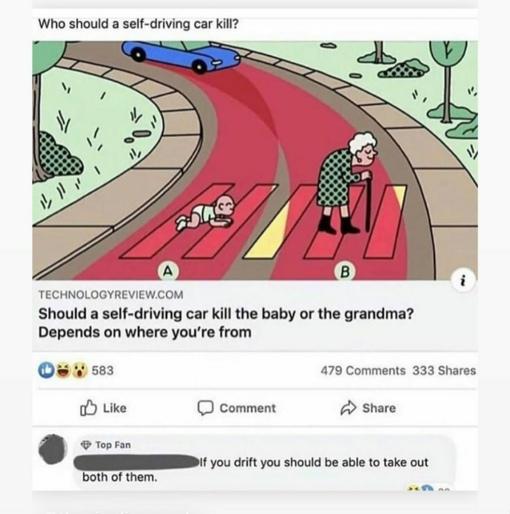 Who should a self-driving car kill?
A
B
i
TECHNOLOGYREVIEW.COM
Should a self-driving car kill the baby or the grandma?
Depends on where you're from
583
479 Comments 333 Shares
Like
Comment
Share
Top Fan
If you drift you should be able to take out
both of them.